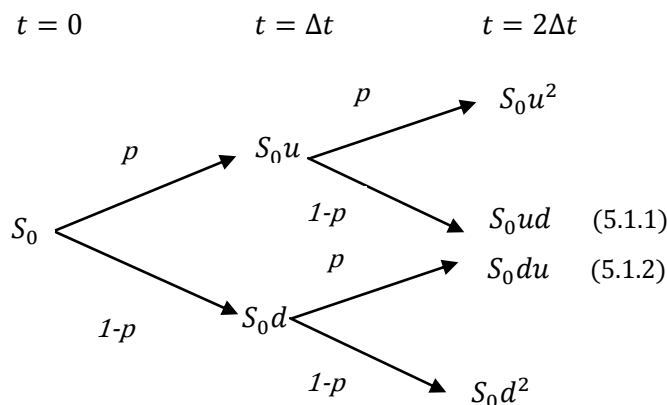 t = 0 t = Δt t = 2Δt
p S₀u²
p S₀u
1-p S₀ud (5.1.1)
S₀
p S₀du (5.1.2)
1-p S₀d
1-p S₀d²